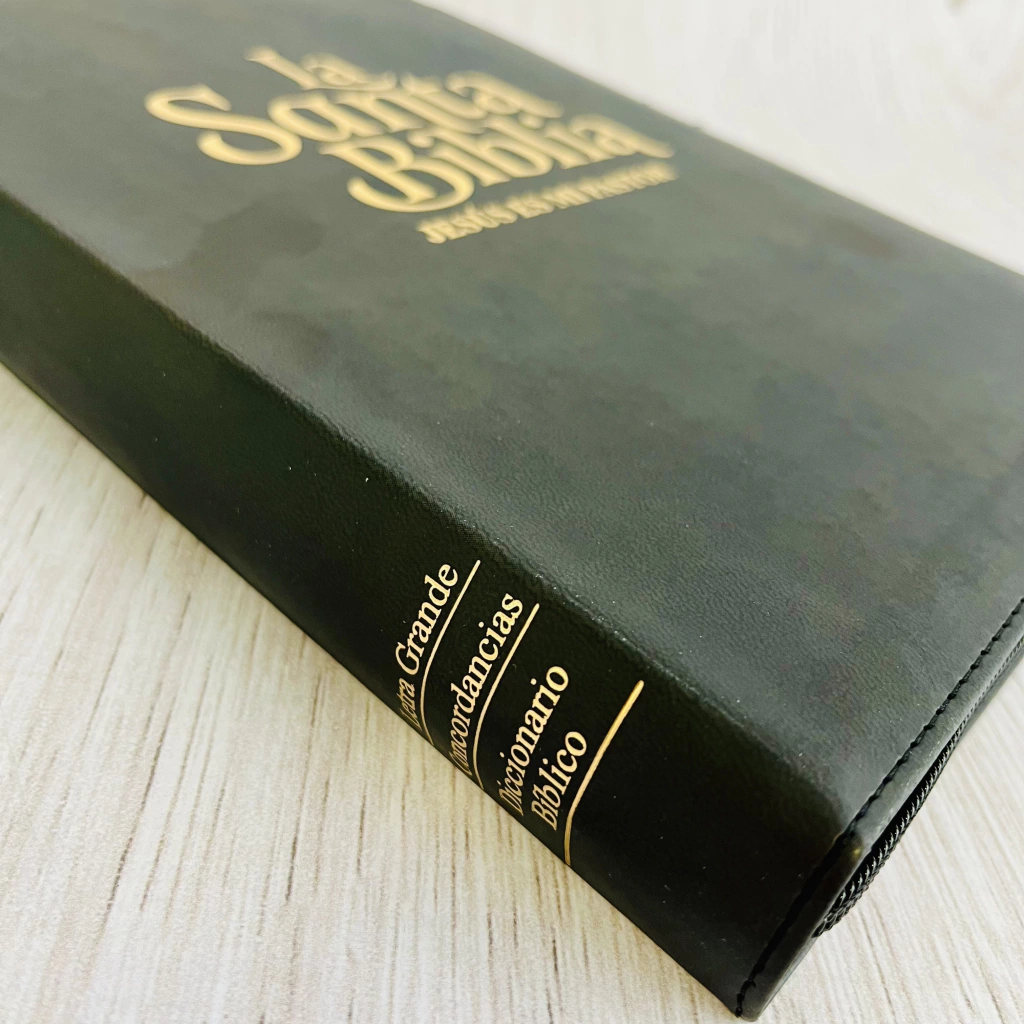 la
Santa
Biblia
JESÚS ES MI PASTOR
Letra Grande
Concordancias
Diccionario
Bíblico